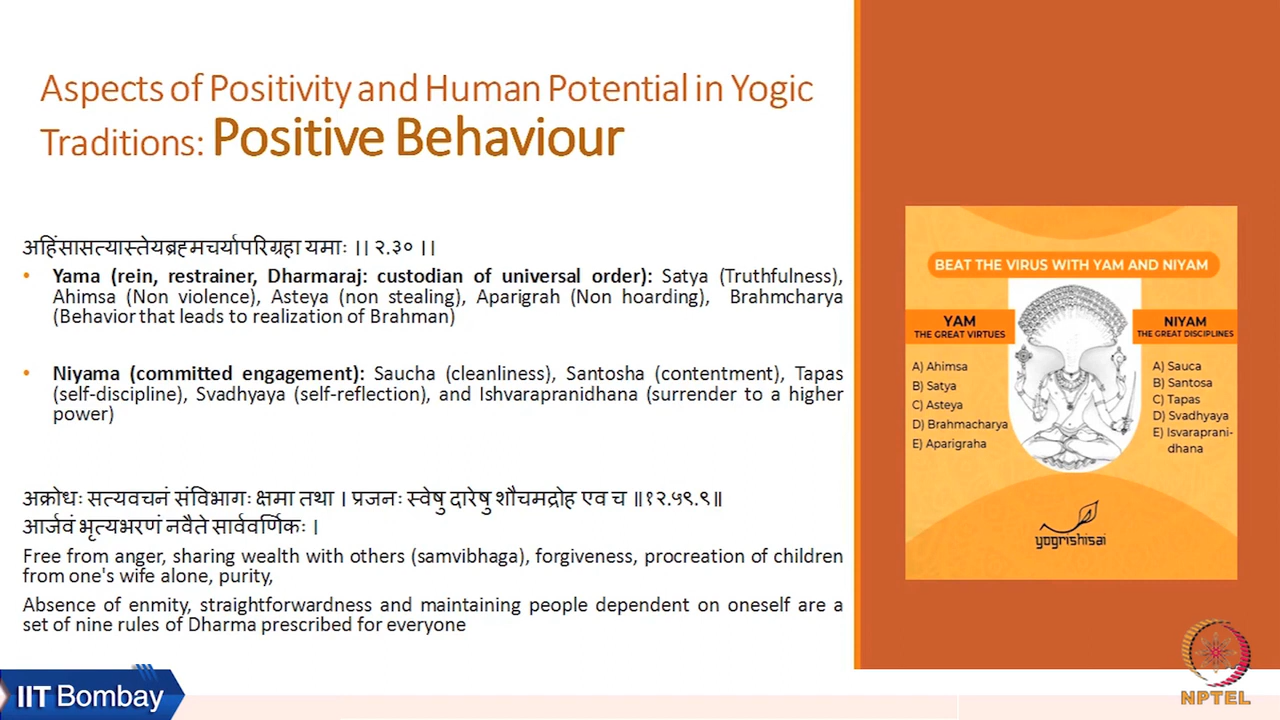 Aspects of Positivity and Human Potential in Yogic
Traditions: Positive Behaviour
अहिंसासत्यास्तेयब्रह्मचर्यापरिग्रहा यमाः ।। २.३० ।।
• Yama (rein, restrainer, Dharmaraj: custodian of universal order): Satya (Truthfulness),
Ahimsa (Non violence), Asteya (non stealing), Aparigrah (Non hoarding), Brahmcharya
(Behavior that leads to realization of Brahman)
• Niyama (committed engagement): Saucha (cleanliness), Santosha (contentment), Tapas
(self-discipline), Svadhyaya (self-reflection), and Ishvarapranidhana (surrender to a higher
power)
अक्रोधः सत्यवचनं संविभागः क्षमा तथा । प्रजनः स्वेषु दारेषु शौचमद्रोह एव च ॥१२.५९.९॥
आर्जवं भृत्यभरणं नवैते सार्ववर्णिकः ।
Free from anger, sharing wealth with others (samvibhaga), forgiveness, procreation of children
from one's wife alone, purity,
Absence of enmity, straightforwardness and maintaining people dependent on oneself are a
set of nine rules of Dharma prescribed for everyone
BEAT THE VIRUS WITH YAM AND NIYAM
YAM
THE GREAT VIRTUES
A) Ahimsa
B) Satya
C) Asteya
D) Brahmacharya
E) Aparigraha
NIYAM
THE GREAT DISCIPLINES
A) Sauca
B) Santosa
C) Tapas
D) Svadhyaya
E) Isvaraprani-
dhana
yogrishisai
IIT Bombay
NPTEL